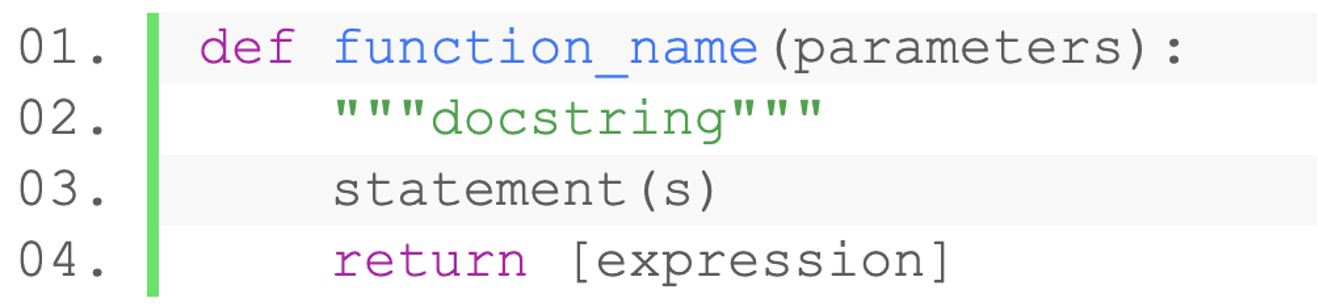 01. def function_name(parameters):
02.     """docstring"""
03.     statement(s)
04.     return [expression]